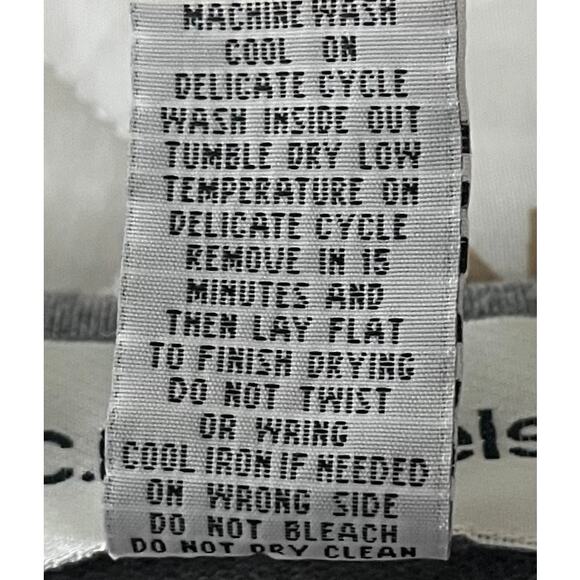 MACHINE WASH
COOL ON
DELICATE CYCLE
WASH INSIDE OUT
TUMBLE DRY LOW
TEMPERATURE ON
DELICATE CYCLE
REMOVE IN 15
MINUTES AND
THEN LAY FLAT
TO FINISH DRYING
DO NOT TWIST
OR WRING
COOL IRON IF NEEDED
ON WRONG SIDE
DO NOT BLEACH
DO NOT DRY CLEAN